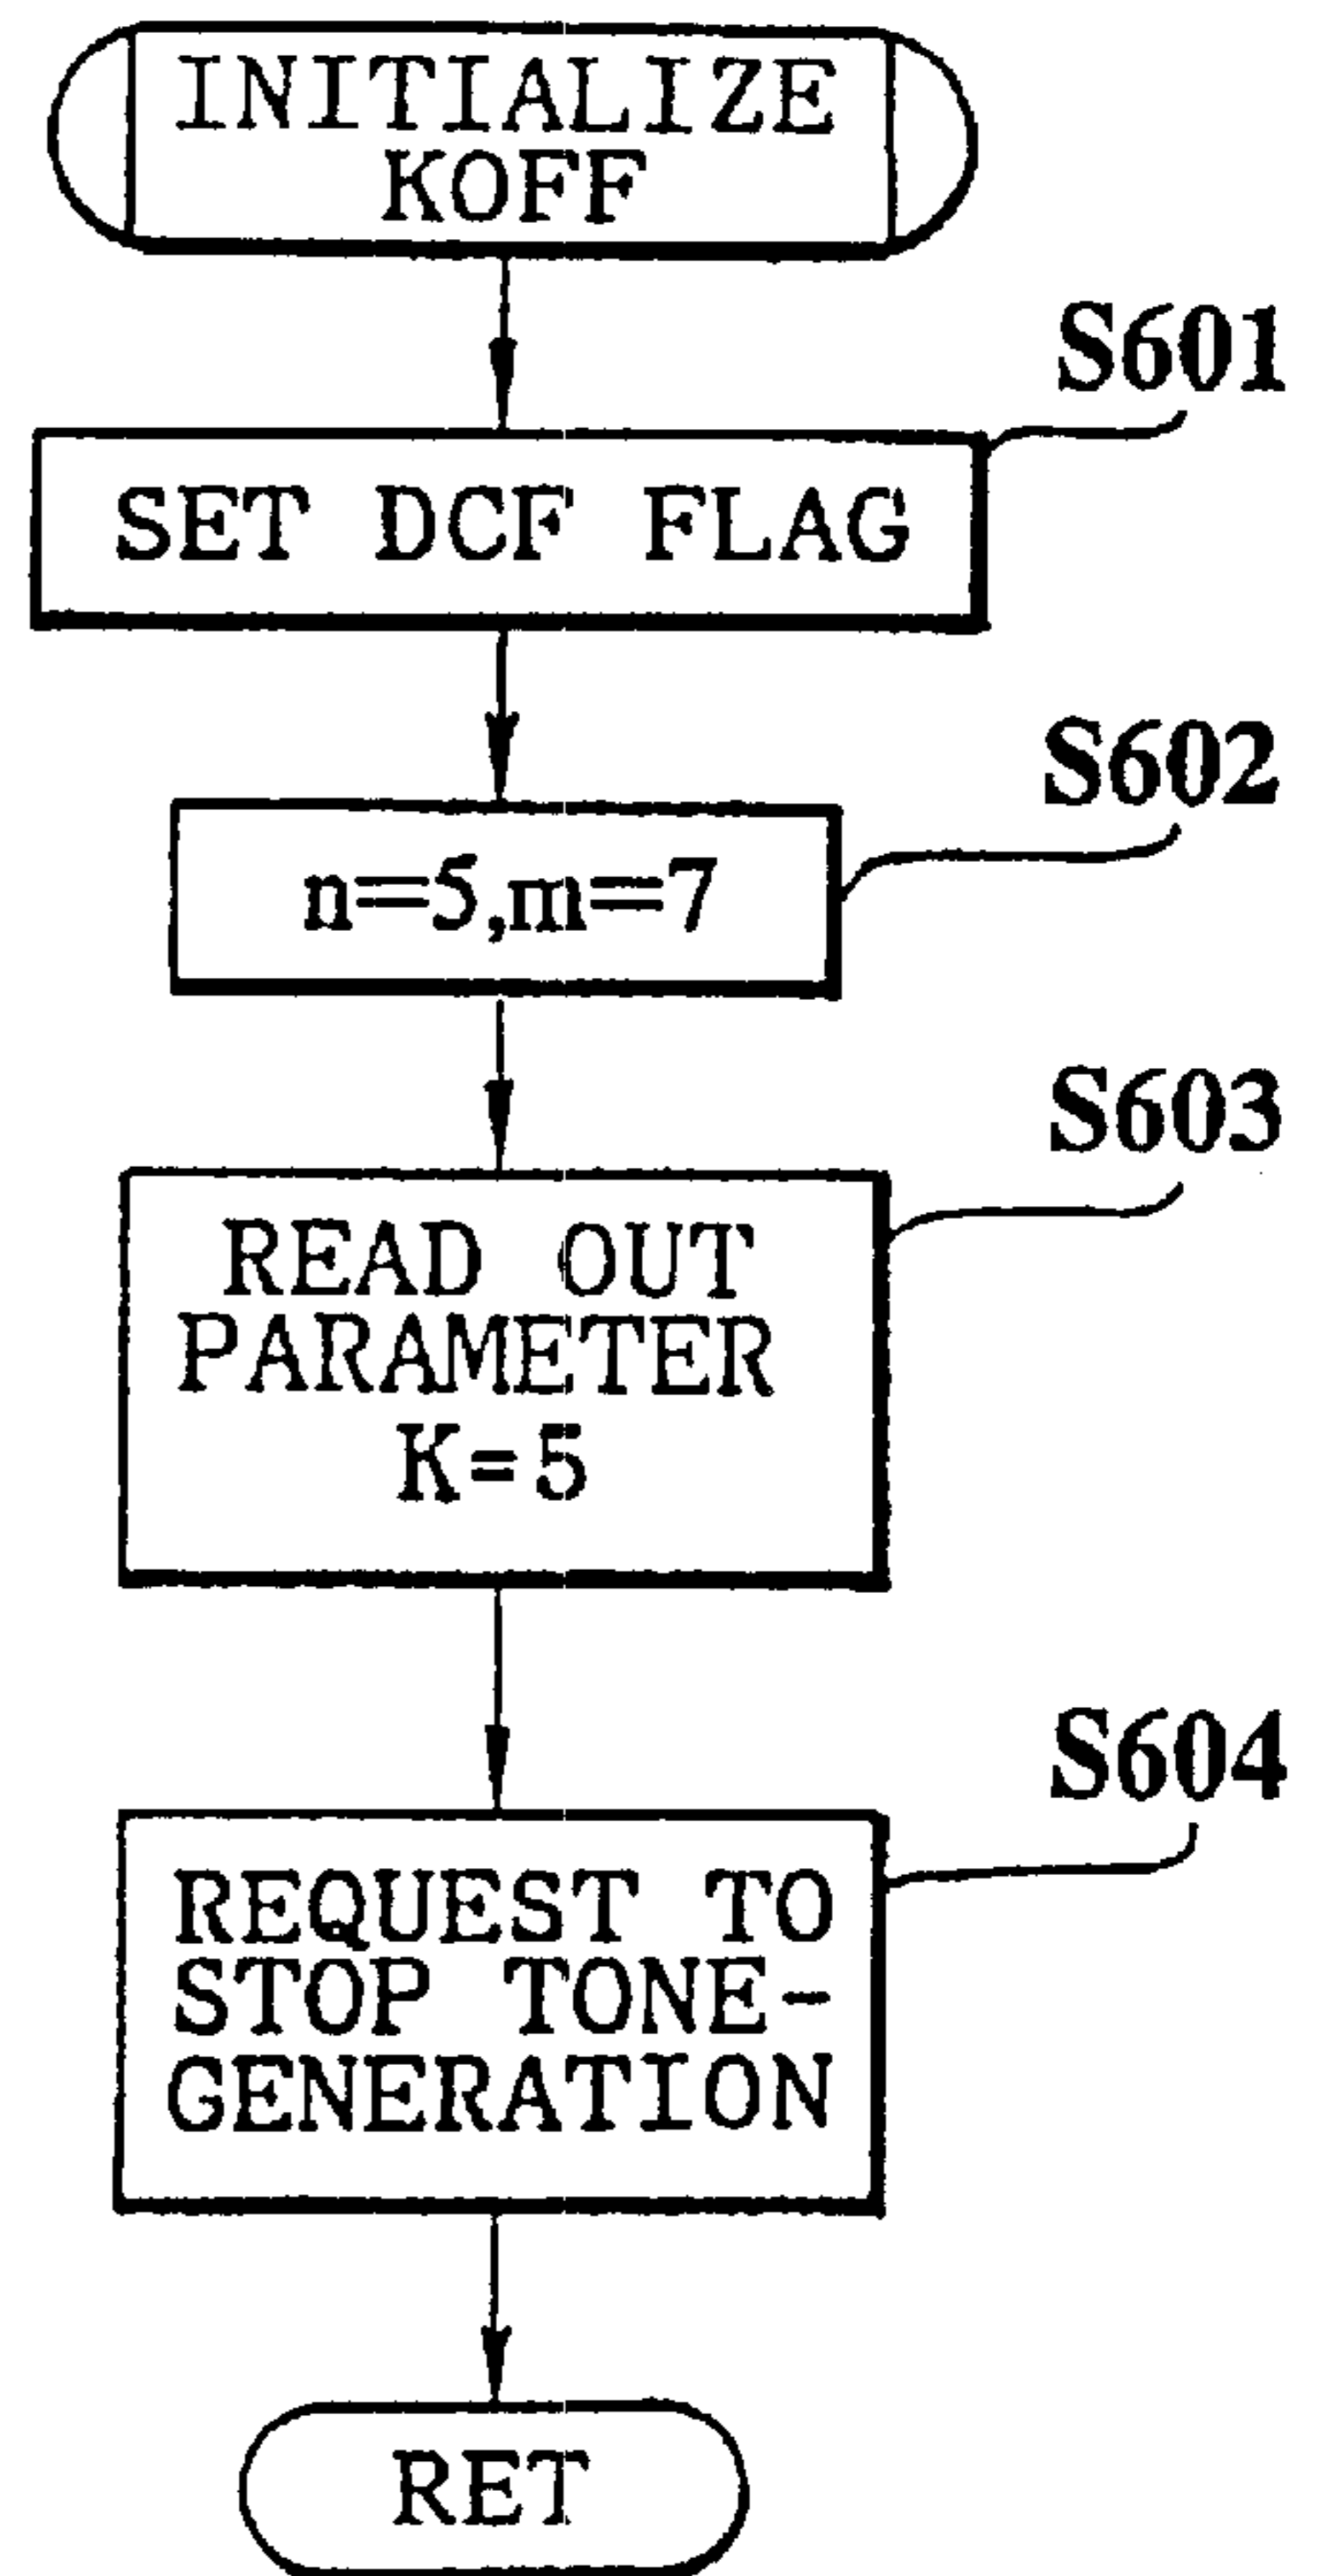 INITIALIZE
KOFF
S601
SET DCF FLAG
S602
n=5,m=7
S603
READ OUT
PARAMETER
K=5
S604
REQUEST TO
STOP TONE-
GENERATION
RET